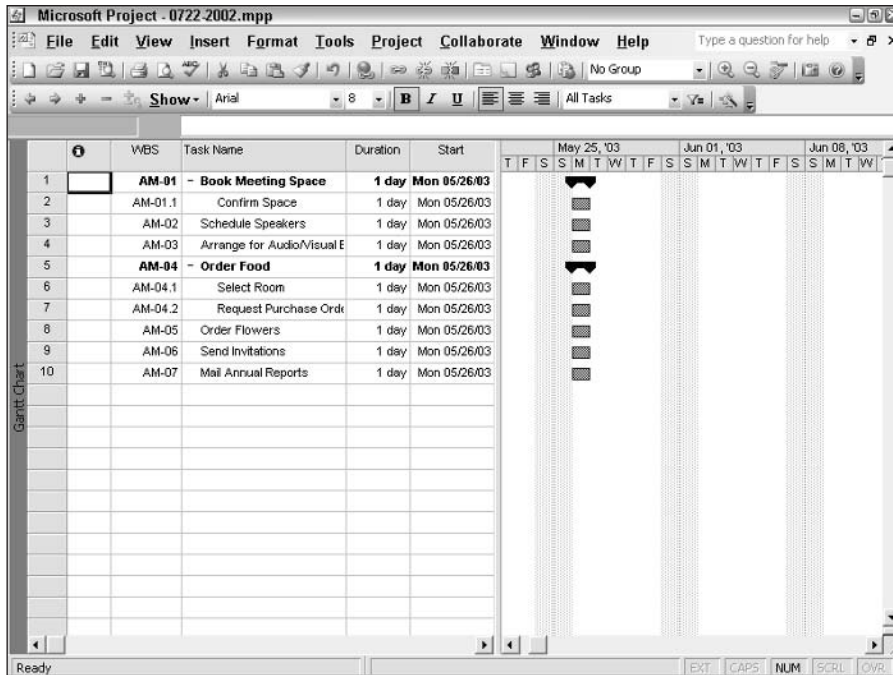 Microsoft Project - 0722-2002.mpp
File Edit View Insert Format Tools Project Collaborate Window Help Type a question for help
No Group
Show Arial 8 B I U All Tasks
WBS Task Name Duration Start May 25, '03 Jun 01, '03 Jun 08, '03
T F S S M T W T F S S M T W T F S S M T W
1 AM-01 - Book Meeting Space 1 day Mon 05/26/03
2 AM-01.1 Confirm Space 1 day Mon 05/26/03
3 AM-02 Schedule Speakers 1 day Mon 05/26/03
4 AM-03 Arrange for Audio/Visual E 1 day Mon 05/26/03
5 AM-04 - Order Food 1 day Mon 05/26/03
6 AM-04.1 Select Room 1 day Mon 05/26/03
7 AM-04.2 Request Purchase Orde 1 day Mon 05/26/03
8 AM-05 Order Flowers 1 day Mon 05/26/03
9 AM-06 Send Invitations 1 day Mon 05/26/03
10 AM-07 Mail Annual Reports 1 day Mon 05/26/03
Gantt Chart
Ready EXT CAPS NUM SCRL OVR